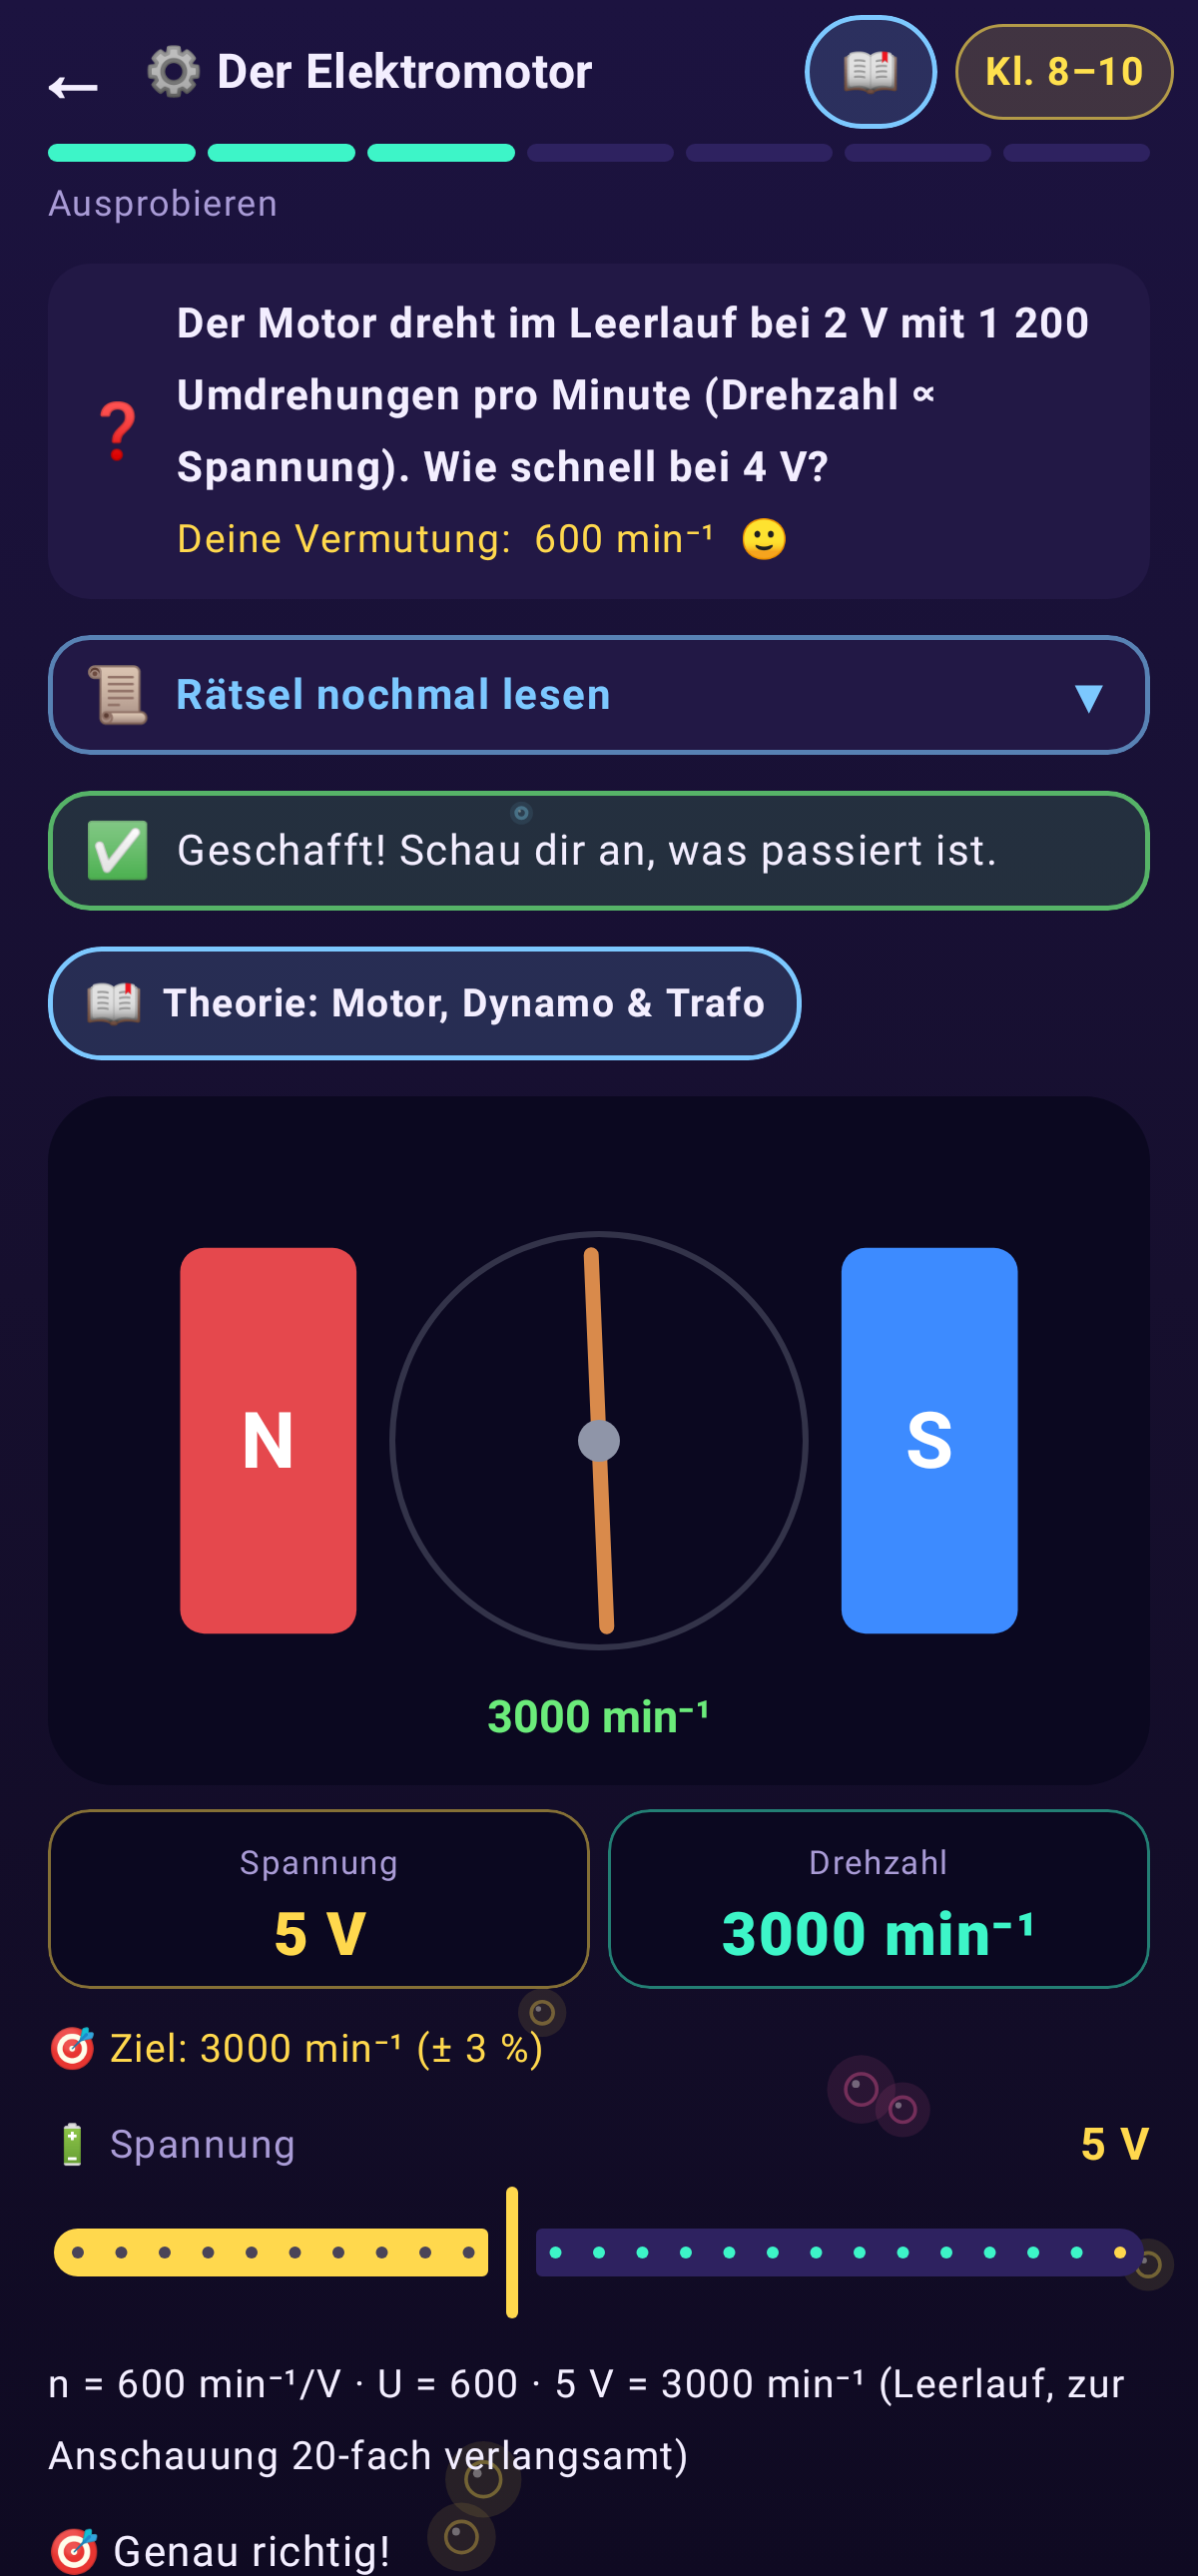 ← Der Elektromotor
Kl. 8–10
Ausprobieren
Der Motor dreht im Leerlauf bei 2 V mit 1 200
Umdrehungen pro Minute (Drehzahl ∝
Spannung). Wie schnell bei 4 V?
Deine Vermutung: 600 min⁻¹ 🙂
Rätsel nochmal lesen ▼
Geschafft! Schau dir an, was passiert ist.
Theorie: Motor, Dynamo & Trafo
N
S
3000 min⁻¹
Spannung
5 V
Drehzahl
3000 min⁻¹
Ziel: 3000 min⁻¹ (± 3 %)
Spannung 5 V
n = 600 min⁻¹/V · U = 600 · 5 V = 3000 min⁻¹ (Leerlauf, zur
Anschauung 20-fach verlangsamt)
Genau richtig!